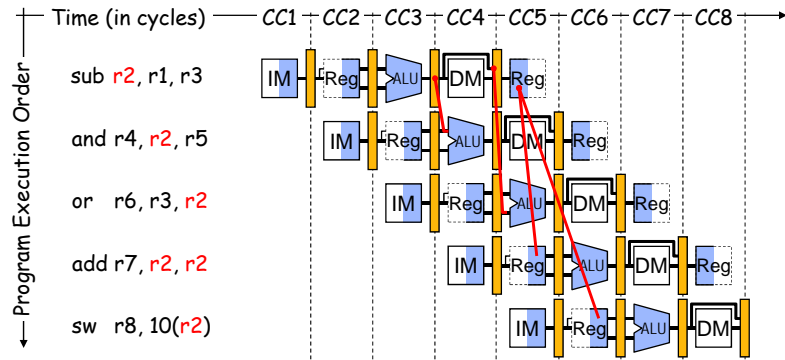 Time (in cycles) CC1 CC2 CC3 CC4 CC5 CC6 CC7 CC8
Program Execution Order
sub r2, r1, r3 IM Reg ALU DM Reg
and r4, r2, r5 IM Reg ALU DM Reg
or r6, r3, r2 IM Reg ALU DM Reg
add r7, r2, r2 IM Reg ALU DM Reg
sw r8, 10(r2) IM Reg ALU DM